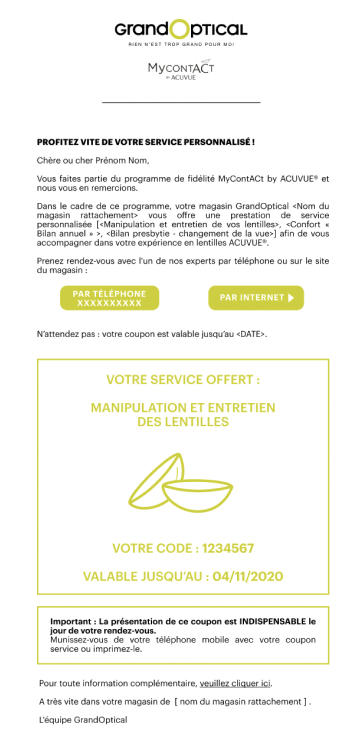 GrandOptical
RIEN N'EST TROP GRAND POUR MOI
MYCONTACT
BY ACUVUE
PROFITEZ VITE DE VOTRE SERVICE PERSONNALISÉ !
Chère ou cher Prénom Nom,
Vous faites partie du programme de fidélité MyContACt by ACUVUE® et
nous vous en remercions.
Dans le cadre de ce programme, votre magasin GrandOptical <Nom du
magasin rattachement> vous offre une prestation de service
personnalisée [<Manipulation et entretien de vos lentilles>, <Confort «
Bilan annuel » >, <Bilan presbytie - changement de la vue>] afin de vous
accompagner dans votre expérience en lentilles ACUVUE®.
Prenez rendez-vous avec l'un de nos experts par téléphone ou sur le site
du magasin :
PAR TÉLÉPHONE
XXXXXXXXXX
PAR INTERNET
N'attendez pas : votre coupon est valable jusqu'au <DATE>.
VOTRE SERVICE OFFERT :
MANIPULATION ET ENTRETIEN
DES LENTILLES
VOTRE CODE : 1234567
VALABLE JUSQU'AU : 04/11/2020
Important : La présentation de ce coupon est INDISPENSABLE le
jour de votre rendez-vous.
Munissez-vous de votre téléphone mobile avec votre coupon
service ou imprimez-le.
Pour toute information complémentaire, veuillez cliquer ici.
A très vite dans votre magasin de [ nom du magasin rattachement ] .
L'équipe GrandOptical